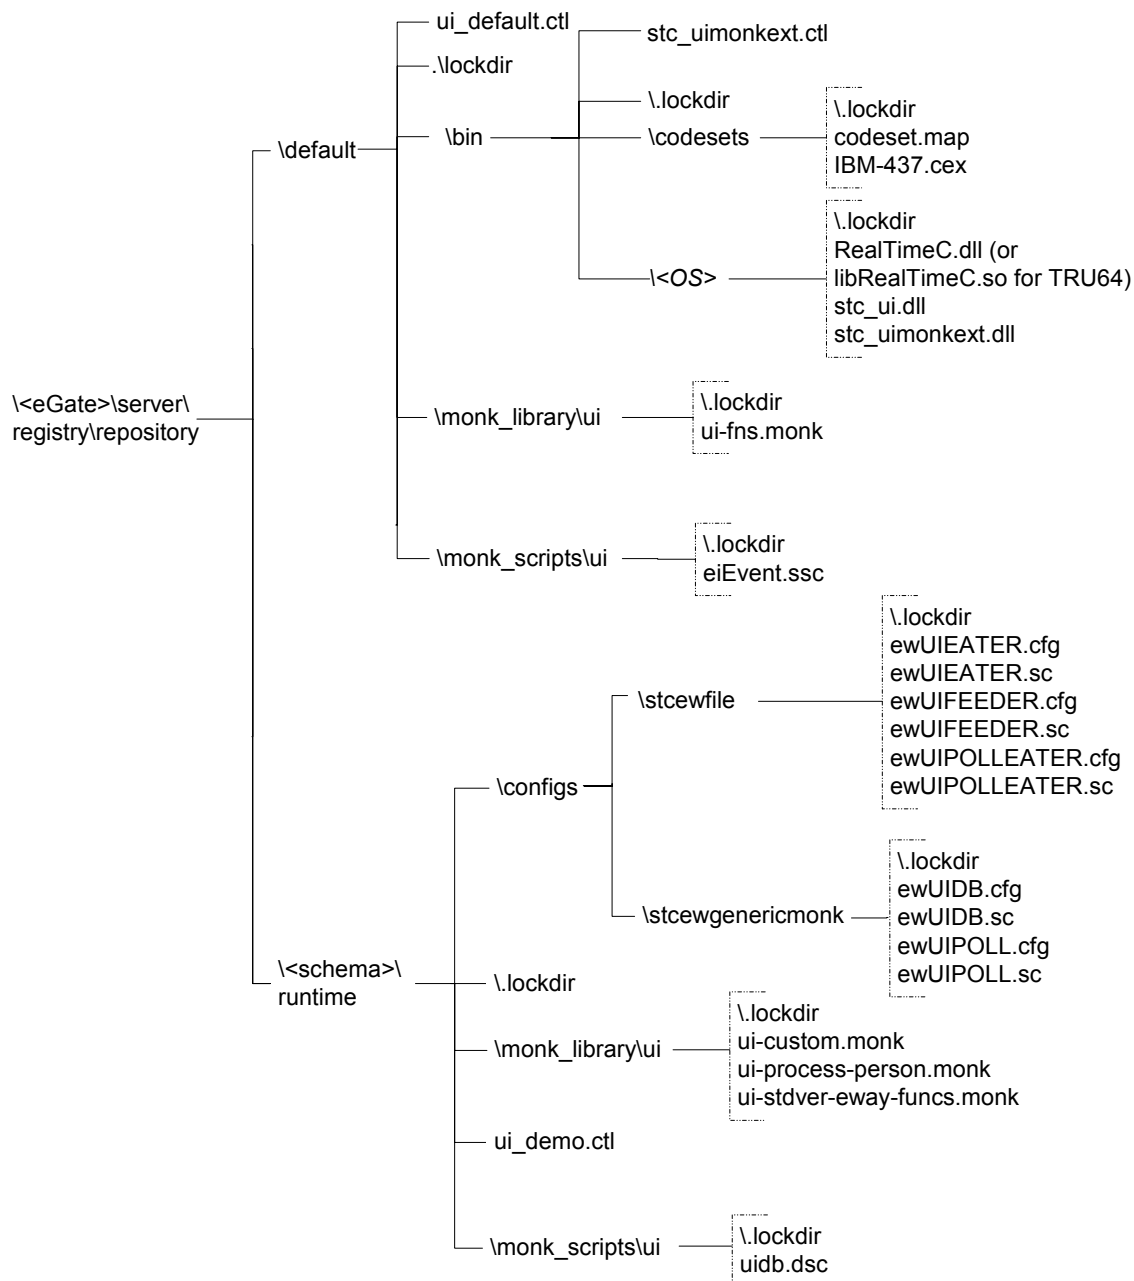 ui_default.ctl
.\lockdir
\bin
stc_uimonkext.ctl
\.lockdir
\codesets
\.lockdir
codeset.map
IBM-437.cex
\default
\<OS>
\.lockdir
RealTimeC.dll (or
libRealTimeC.so for TRU64)
stc_ui.dll
stc_uimonkext.dll
\<eGate>\server\
registry\repository
\monk_library\ui
\.lockdir
ui-fns.monk
\monk_scripts\ui
\.lockdir
eiEvent.ssc
\<schema>\
runtime
\configs
\stcewfile
\.lockdir
ewUIEATER.cfg
ewUIEATER.sc
ewUIFEEDER.cfg
ewUIFEEDER.sc
ewUIPOLLEATER.cfg
ewUIPOLLEATER.sc
\stcewgenericmonk
\.lockdir
ewUIDB.cfg
ewUIDB.sc
ewUIPOLL.cfg
ewUIPOLL.sc
\.lockdir
\monk_library\ui
\.lockdir
ui-custom.monk
ui-process-person.monk
ui-stdver-eway-funcs.monk
ui_demo.ctl
\monk_scripts\ui
\.lockdir
uidb.dsc